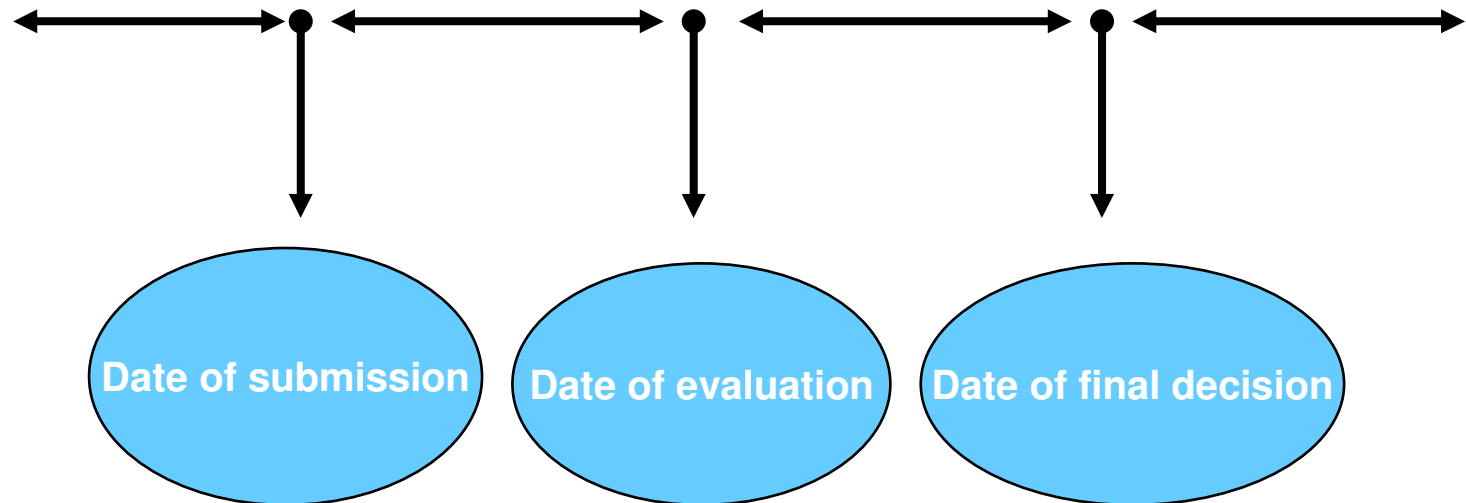 Date of submission
Date of evaluation
Date of final decision